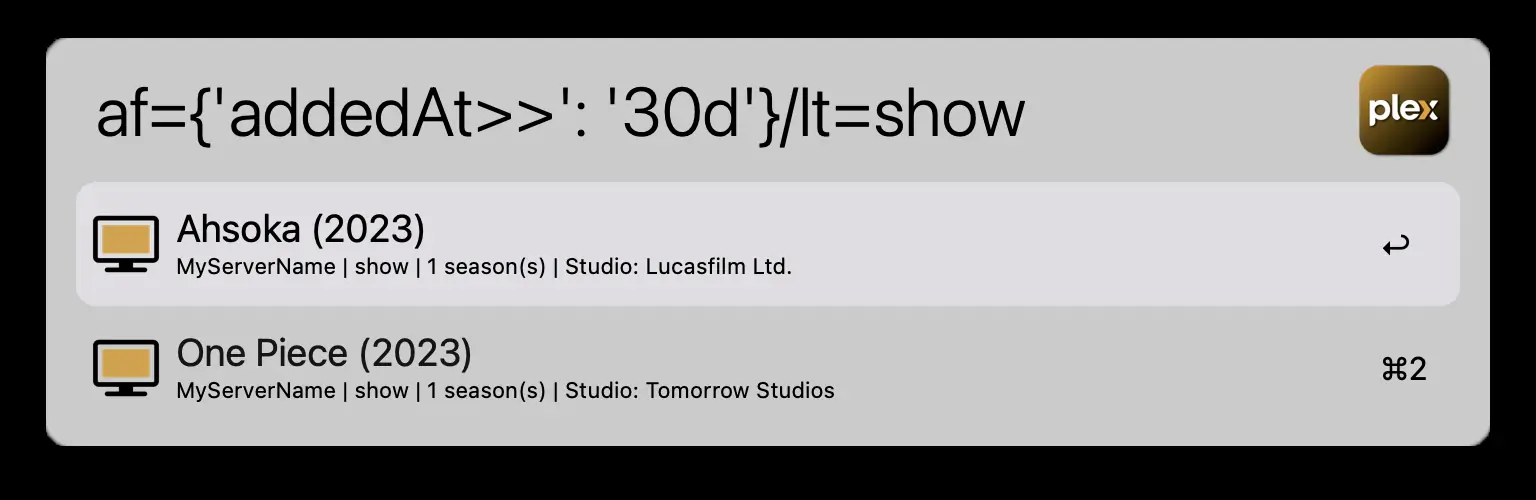 af={'addedAt>>': '30d'}/lt=show
plex
Ahsoka (2023)
MyServerName | show | 1 season(s) | Studio: Lucasfilm Ltd.
↩
One Piece (2023)
MyServerName | show | 1 season(s) | Studio: Tomorrow Studios
⌘2